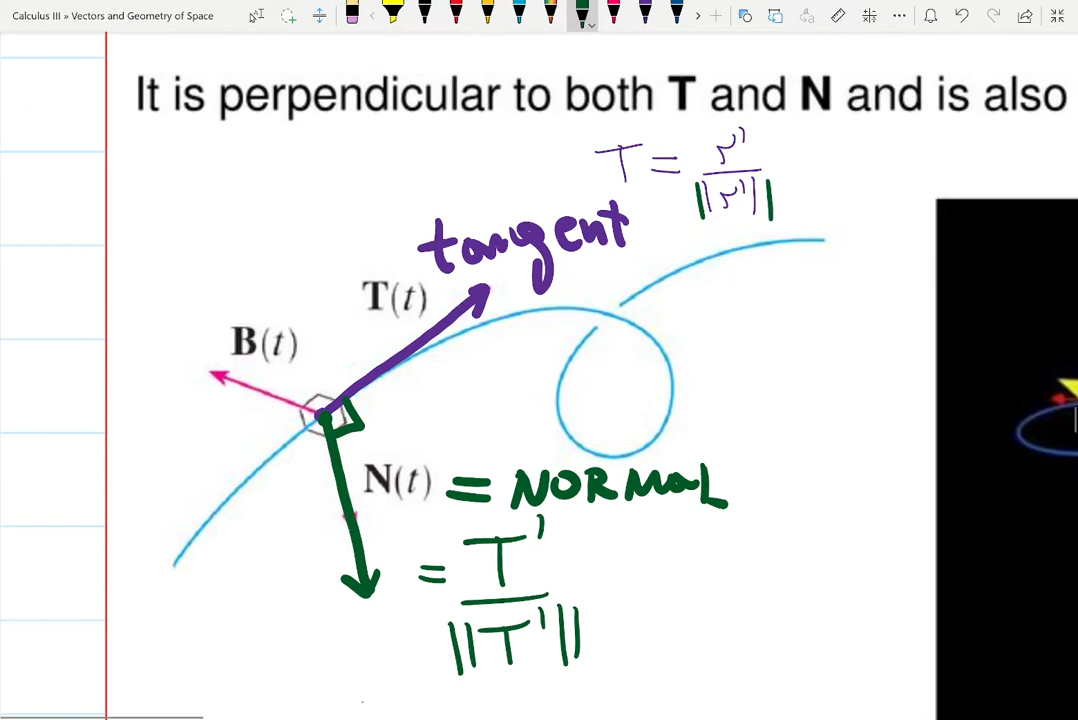 Calculus III » Vectors and Geometry of Space
It is perpendicular to both T and N and is also
T = r'
||r'||
tangent
T(t)
B(t)
N(t) = NORMAL
= T'
||T'||